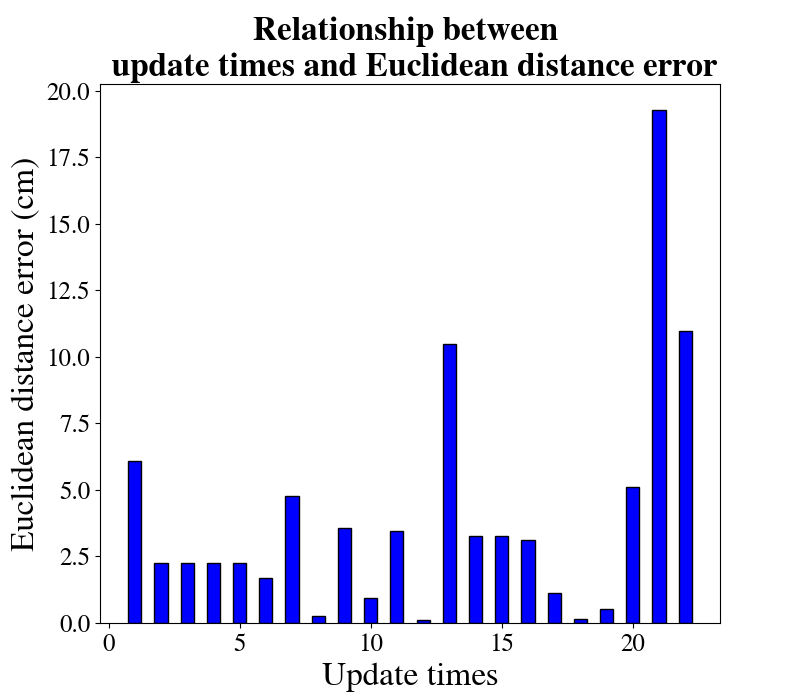 Relationship between
update times and Euclidean distance error
20.0
17.5
15.0
12.5
10.0
7.5
5.0
2.5
0.0
Euclidean distance error (cm)
0 5 10 15 20
Update times